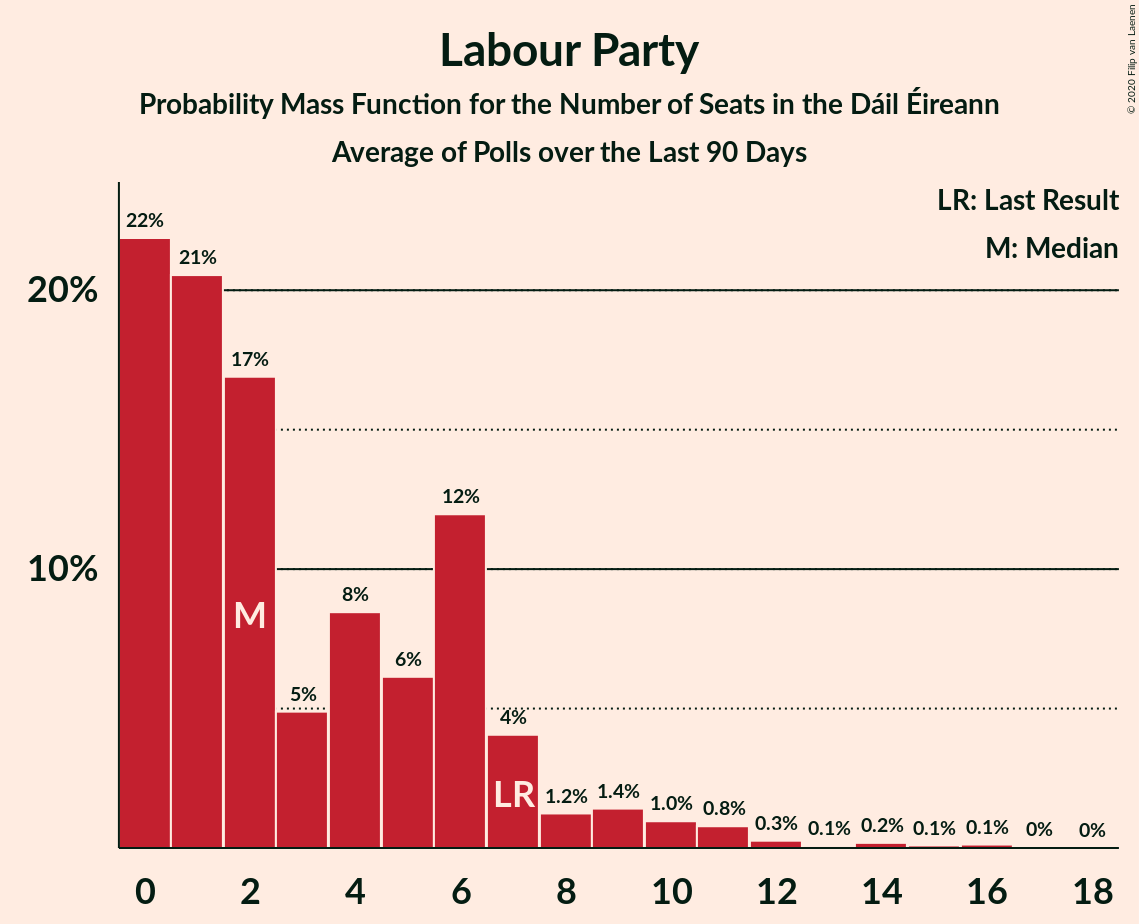 Labour Party
Probability Mass Function for the Number of Seats in the Dáil Éireann
Average of Polls over the Last 90 Days
© 2020 Filip van Laenen
LR: Last Result
M: Median
22%
21%
20%
17%
12%
10%
8%
M
6%
5%
4%
LR
1.2%
1.4%
1.0%
0.8%
0.3%
0.1%
0.2%
0.1%
0.1%
0%
0%
0 2 4 6 8 10 12 14 16 18